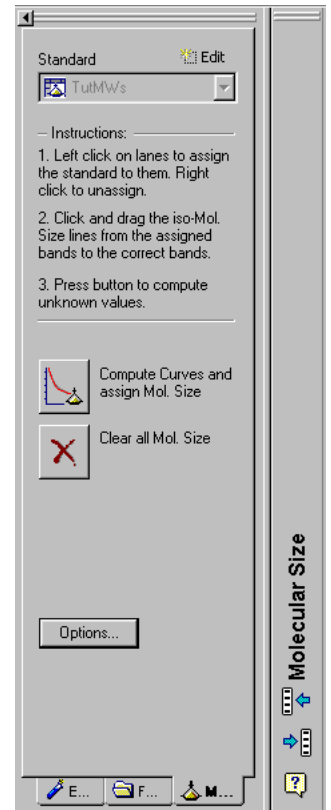 Standard
Edit
TutMWs
Instructions:
1. Left click on lanes to assign
the standard to them. Right
click to unassign.
2. Click and drag the iso-Mol.
Size lines from the assigned
bands to the correct bands.
3. Press button to compute
unknown values.
Compute Curves and
assign Mol. Size
Clear all Mol. Size
Options...
E...
F...
M...
Molecular Size
?